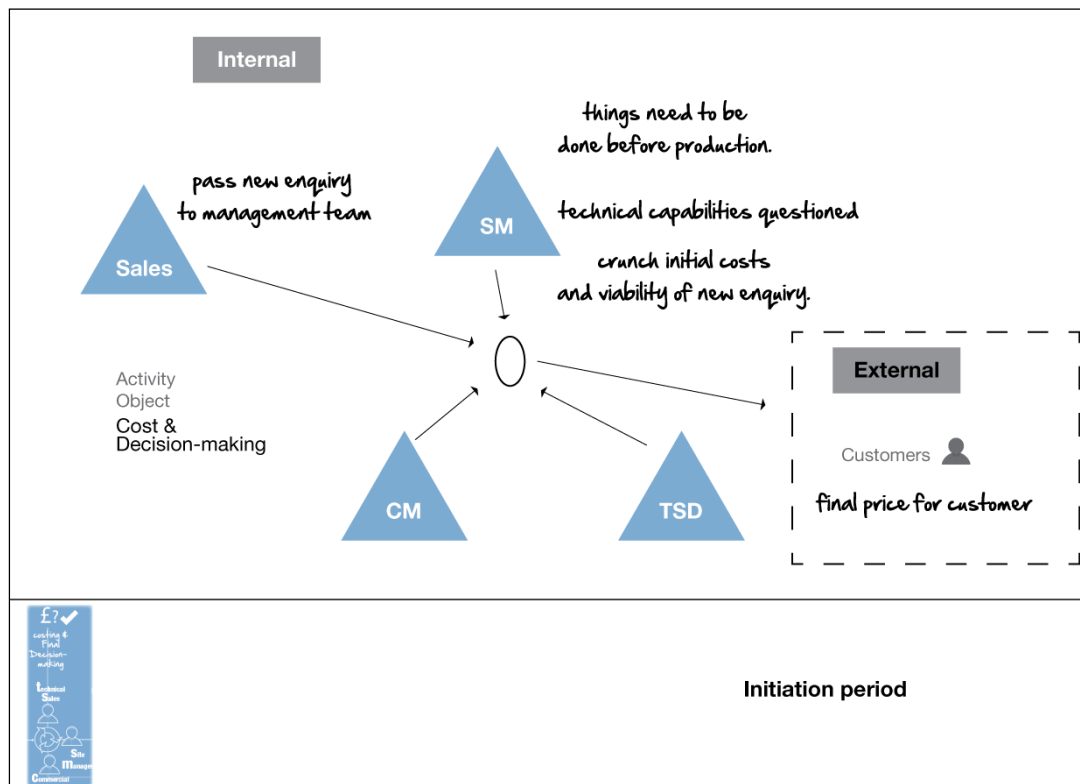 Internal
things need to be
done before production.
pass new enquiry
to management team
technical capabilities questioned
SM
Sales
crunch initial costs
and viability of new enquiry.
External
Activity
Object
Cost &
Decision-making
Customers
final price for customer
CM
TSD
£?✔
costing &
Final
Decision-
making
technical
Sales
Site
manage
Commercial
Initiation period